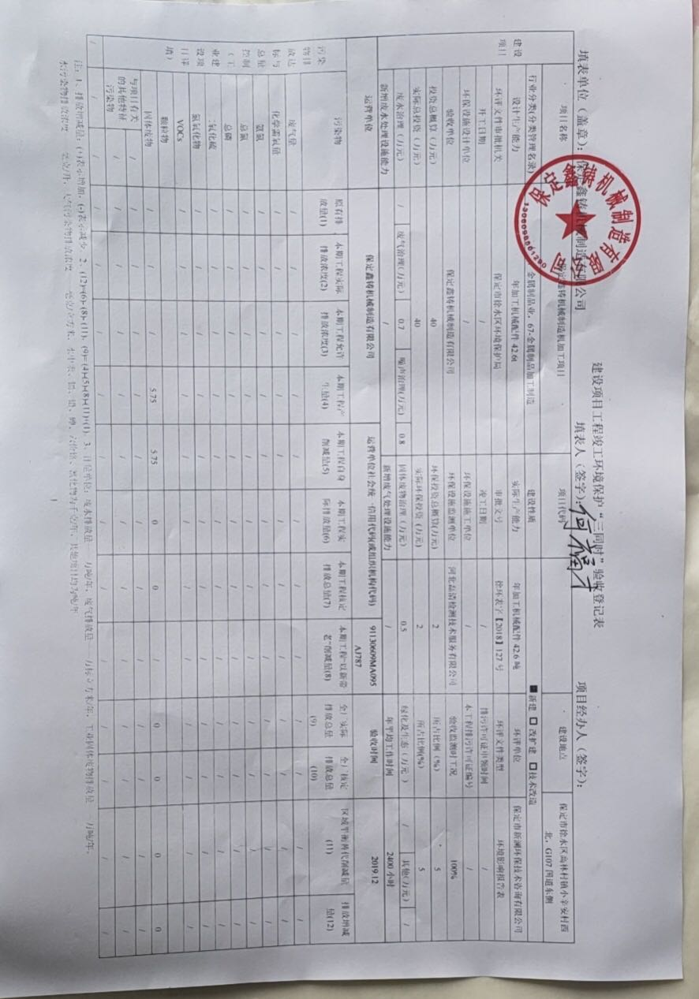 建设项目工程竣工环境保护“三同时”验收登记表
填表单位（盖章）：保定鑫铸机械制造有限公司 填表人（签字）： 项目经办人（签字）：
建设项目
项目名称 保定鑫铸机械制造机加工项目 项目代码 建设地点 保定市徐水区高林村镇小辛安村西北，G107国道东侧
行业分类(分类管理名录) 金属制品业，67-金属制品加工制造 建设性质 ■新建 □改扩建 □技术改造
设计生产能力 年加工机械配件42.6t 实际生产能力 年加工机械配件42.6吨 环评单位 保定市新澜环保技术咨询有限公司
环评文件审批机关 保定市徐水区环境保护局 审批文号 徐环表字【2018】127号 环评文件类型 环境影响报告表
开工日期 / 竣工日期 / 排污许可证申领时间 /
环保设施设计单位 / 环保设施施工单位 / 本工程排污许可证编号 /
验收单位 保定鑫铸机械制造有限公司 环保设施监测单位 河北磊清检测技术服务有限公司 验收监测时工况 100%
投资总概算（万元） 40 环保投资总概算(万元) 2 所占比例（%） 5
实际总投资（万元） 40 实际环保投资（万元） 2 所占比例(%) 5
废水治理（万元） / 废气治理(万元) 0.7 噪声治理(万元) 0.8 固体废物治理（万元） 0.5 绿化及生态（万元） / 其他(万元) /
新增废水处理设施能力 / 新增废气处理设施能力 / 年平均工作时间 2400小时
运营单位 保定鑫铸机械制造有限公司 运营单位社会统一信用代码(或组织机构代码) 91130609MA095AJ787 验收时间 2019.12
污染物排放达标与总量控制（工业建设项目详填）
污染物 原有排放量(1) 本期工程实际排放浓度(2) 本期工程允许排放浓度(3) 本期工程产生量(4) 本期工程自身削减量(5) 本期工程实际排放量(6) 本期工程核定排放总量(7) 本期工程“以新带老”削减量(8) 全厂实际排放总量(9) 全厂核定排放总量(10) 区域平衡替代削减量(11) 排放增减量(12)
废气量 / / / / / / / / / / / /
化学需氧量 / / / / / / / / / / / /
氨氮 / / / / / / / / / / / /
总氮 / / / / / / / / / / / /
总磷 / / / / / / / / / / / /
二氧化硫 / / / / / / / / / / / /
氮氧化物 / / / / / / / / / / / /
VOCs / / / / / / / / / / / /
颗粒物
固体废物 / / / 5.75 5.75 0 0 / 0 0 0 0
与项目有关的其他特征污染物 / / / / / / / / / / / / /
注：1、排放增减量：(+)表示增加，(-)表示减少。2、(12)=(6)-(8)-(11)，(9)=(4)-(5)-(8)-(11)+(1)。3、计量单位：废水排放量——万吨/年，废气排放量——万标立方米/年，工业固体废物排放量——万吨/年，
水污染物排放浓度——毫克/升，大气污染物排放浓度——毫克/立方米
1
保定鑫铸机械制造有限公司